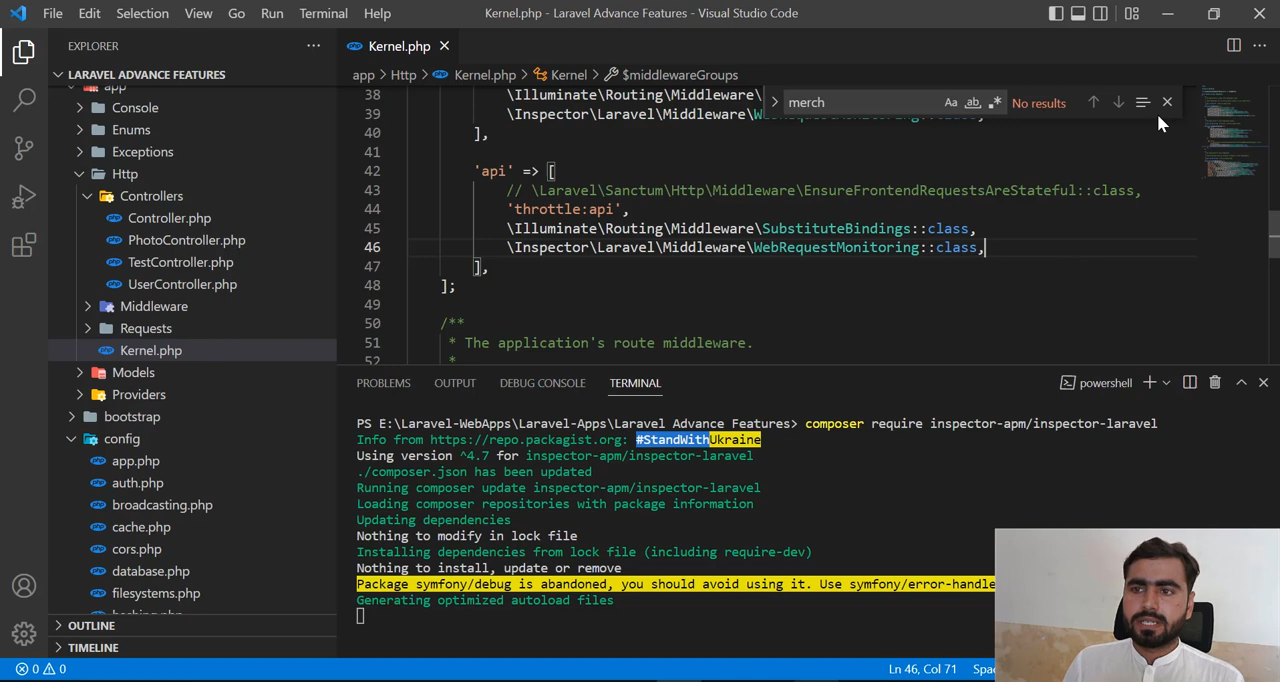 File Edit Selection View Go Run Terminal Help
Kernel.php - Laravel Advance Features - Visual Studio Code
EXPLORER
LARAVEL ADVANCE FEATURES
app
Console
Enums
Exceptions
Http
Controllers
Controller.php
PhotoController.php
TestController.php
UserController.php
Middleware
Requests
Kernel.php
Models
Providers
bootstrap
config
app.php
auth.php
broadcasting.php
cache.php
cors.php
database.php
filesystems.php
hashing.php
OUTLINE
TIMELINE
Kernel.php
app > Http > Kernel.php > Kernel > $middlewareGroups
merch
Aa ab .* No results
38 \Illuminate\Routing\Middleware\
39 \Inspector\Laravel\Middleware\WebRequestMonitoring::class,
40 ],
41
42 'api' => [
43 // \Laravel\Sanctum\Http\Middleware\EnsureFrontendRequestsAreStateful::class,
44 'throttle:api',
45 \Illuminate\Routing\Middleware\SubstituteBindings::class,
46 \Inspector\Laravel\Middleware\WebRequestMonitoring::class,
47 ],
48 ];
49
50 /**
51 * The application's route middleware.
52 *
PROBLEMS OUTPUT DEBUG CONSOLE TERMINAL
powershell
PS E:\Laravel-WebApps\Laravel-Apps\Laravel Advance Features> composer require inspector-apm/inspector-laravel
Info from https://repo.packagist.org: #StandWithUkraine
Using version ^4.7 for inspector-apm/inspector-laravel
./composer.json has been updated
Running composer update inspector-apm/inspector-laravel
Loading composer repositories with package information
Updating dependencies
Nothing to modify in lock file
Installing dependencies from lock file (including require-dev)
Nothing to install, update or remove
Package symfony/debug is abandoned, you should avoid using it. Use symfony/error-handle
Generating optimized autoload files
0 0
Ln 46, Col 71 Spac